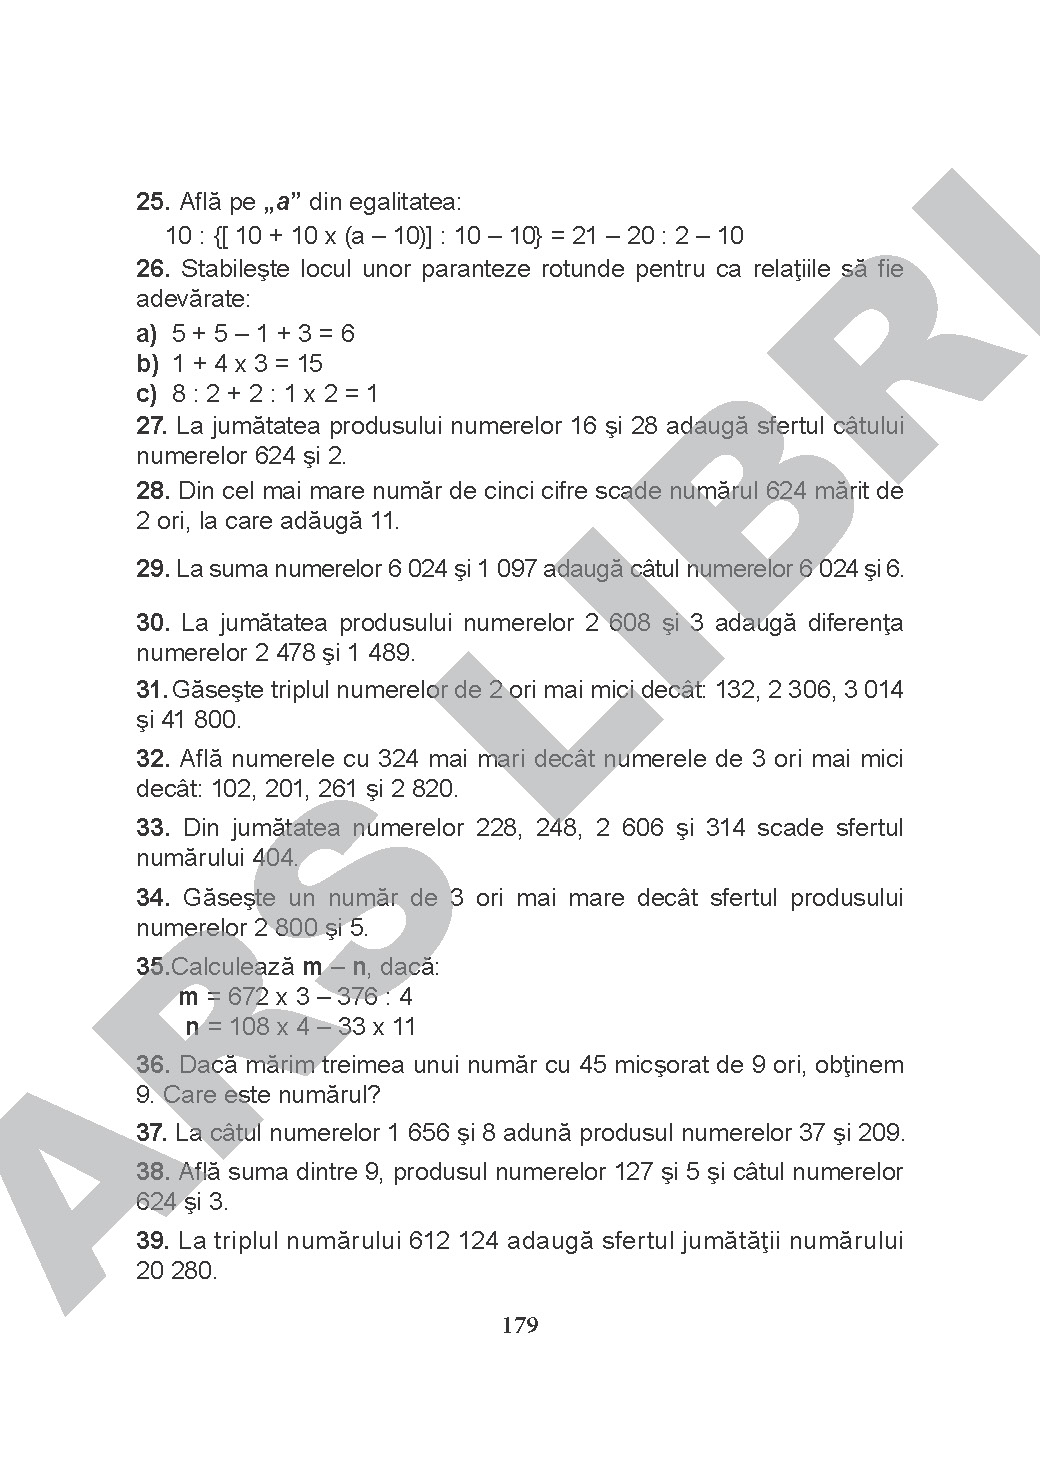 25. Află pe „a” din egalitatea:
10 : {[ 10 + 10 x (a – 10)] : 10 – 10} = 21 – 20 : 2 – 10
26. Stabileşte locul unor paranteze rotunde pentru ca relaţiile să fie
adevărate:
a) 5 + 5 – 1 + 3 = 6
b) 1 + 4 x 3 = 15
c) 8 : 2 + 2 : 1 x 2 = 1
27. La jumătatea produsului numerelor 16 şi 28 adaugă sfertul câtului
numerelor 624 şi 2.
28. Din cel mai mare număr de cinci cifre scade numărul 624 mărit de
2 ori, la care adăugă 11.
29. La suma numerelor 6 024 şi 1 097 adaugă câtul numerelor 6 024 şi 6.
30. La jumătatea produsului numerelor 2 608 şi 3 adaugă diferenţa
numerelor 2 478 şi 1 489.
31. Găseşte triplul numerelor de 2 ori mai mici decât: 132, 2 306, 3 014
şi 41 800.
32. Află numerele cu 324 mai mari decât numerele de 3 ori mai mici
decât: 102, 201, 261 şi 2 820.
33. Din jumătatea numerelor 228, 248, 2 606 şi 314 scade sfertul
numărului 404.
34. Găseşte un număr de 3 ori mai mare decât sfertul produsului
numerelor 2 800 şi 5.
35.Calculează m – n, dacă:
m = 672 x 3 – 376 : 4
n = 108 x 4 – 33 x 11
36. Dacă mărim treimea unui număr cu 45 micşorat de 9 ori, obţinem
9. Care este numărul?
37. La câtul numerelor 1 656 şi 8 adună produsul numerelor 37 şi 209.
38. Află suma dintre 9, produsul numerelor 127 şi 5 şi câtul numerelor
624 şi 3.
39. La triplul numărului 612 124 adaugă sfertul jumătăţii numărului
20 280.
179
ARS LIBRI